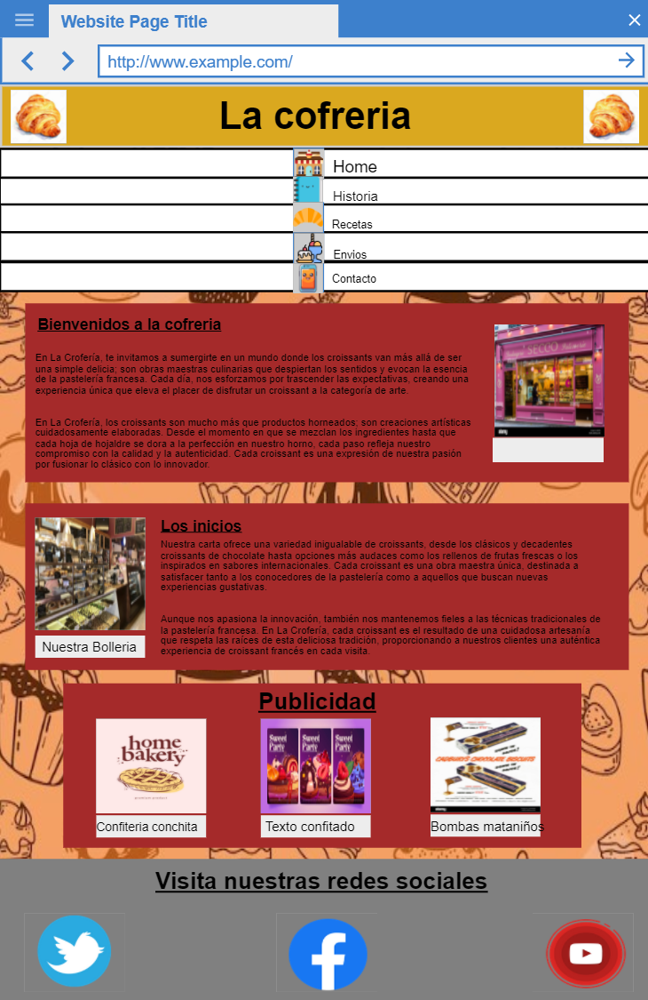 Website Page Title
http://www.example.com/
La cofreria
Home
Historia
Recetas
Envios
Contacto
Bienvenidos a la cofreria
En La Crofería, te invitamos a sumergirte en un mundo donde los croissants van más allá de ser
una simple delicia; son obras maestras culinarias que despiertan los sentidos y evocan la esencia
de la pastelería francesa. Cada día, nos esforzamos por trascender las expectativas, creando una
experiencia única que eleva el placer de disfrutar un croissant a la categoría de arte.
En La Crofería, los croissants son mucho más que productos horneados; son creaciones artísticas
cuidadosamente elaboradas. Desde el momento en que se mezclan los ingredientes hasta que
cada hoja de hojaldre se dora a la perfección en nuestro horno, cada paso refleja nuestro
compromiso con la calidad y la autenticidad. Cada croissant es una expresión de nuestra pasión
por fusionar lo clásico con lo innovador.
SECCO
Los inicios
Nuestra carta ofrece una variedad inigualable de croissants, desde los clásicos y decadentes
croissants de chocolate hasta opciones más audaces como los rellenos de frutas frescas o los
inspirados en sabores internacionales. Cada croissant es una obra maestra única, destinada a
satisfacer tanto a los conocedores de la pastelería como a aquellos que buscan nuevas
experiencias gustativas.
Aunque nos apasiona la innovación, también nos mantenemos fieles a las técnicas tradicionales de
la pastelería francesa. En La Crofería, cada croissant es el resultado de una cuidadosa artesanía
que respeta las raíces de esta deliciosa tradición, proporcionando a nuestros clientes una auténtica
experiencia de croissant francés en cada visita.
Nuestra Bolleria
Publicidad
home
bakery
Sweet Sweet Sweet
Party Party Party
CADBURY'S CHOCOLATE BISCUITS
Confiteria conchita
Texto confitado
Bombas mataniños
Visita nuestras redes sociales